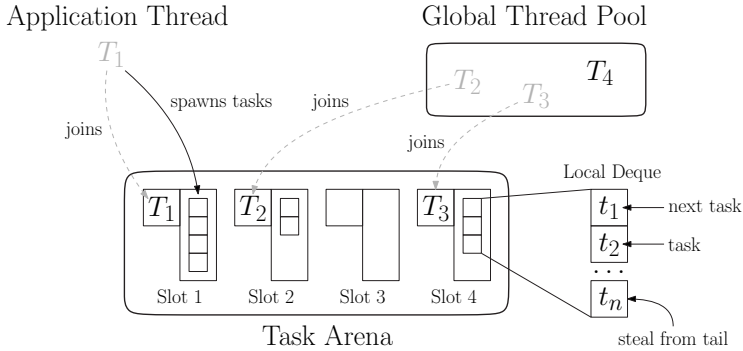 Application Thread
Global Thread Pool
T1
T2
T3
T4
spawns tasks
joins
joins
joins
Local Deque
T1
T2
T3
t1
next task
t2
task
...
tn
Slot 1
Slot 2
Slot 3
Slot 4
steal from tail
Task Arena